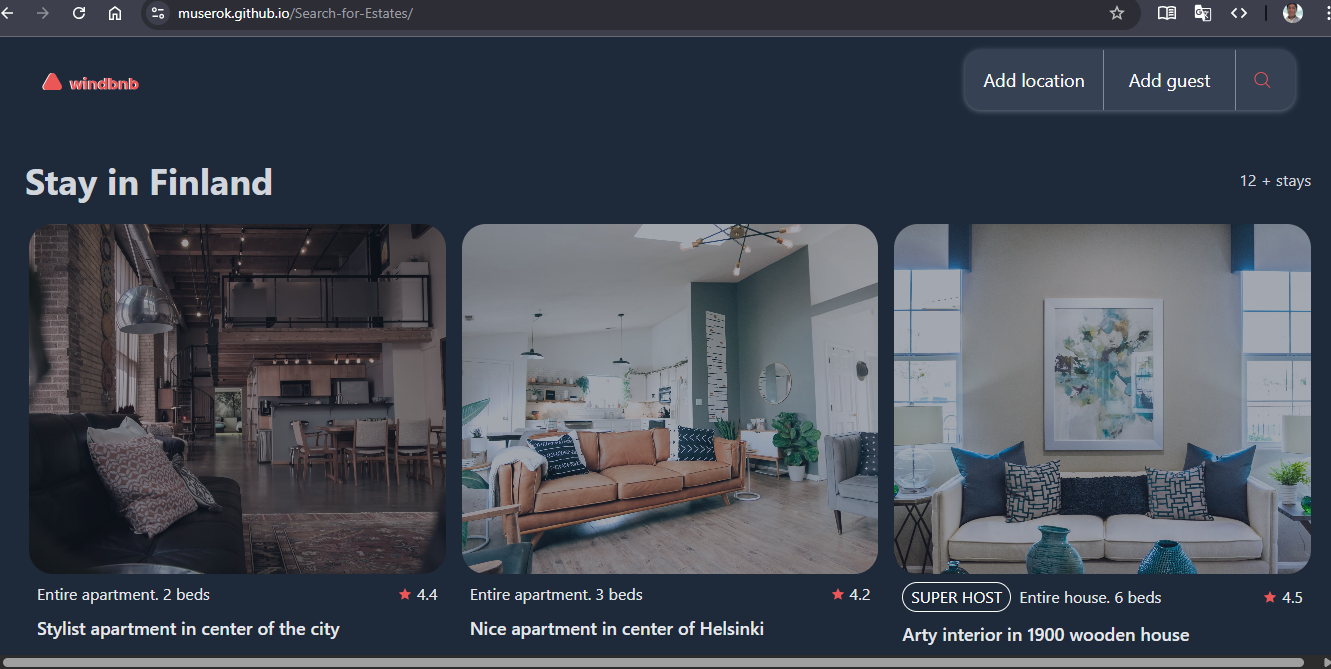 muserok.github.io/Search-for-Estates/
windbnb
Add location
Add guest
Stay in Finland
12 + stays
Entire apartment. 2 beds
4.4
Stylist apartment in center of the city
Entire apartment. 3 beds
4.2
Nice apartment in center of Helsinki
SUPER HOST
Entire house. 6 beds
4.5
Arty interior in 1900 wooden house